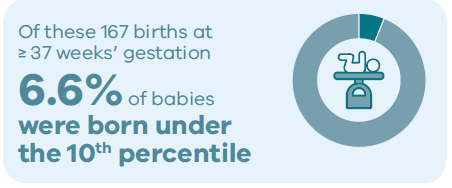 Of these 167 births at
≥ 37 weeks’ gestation
6.6% of babies
were born under
the 10th percentile